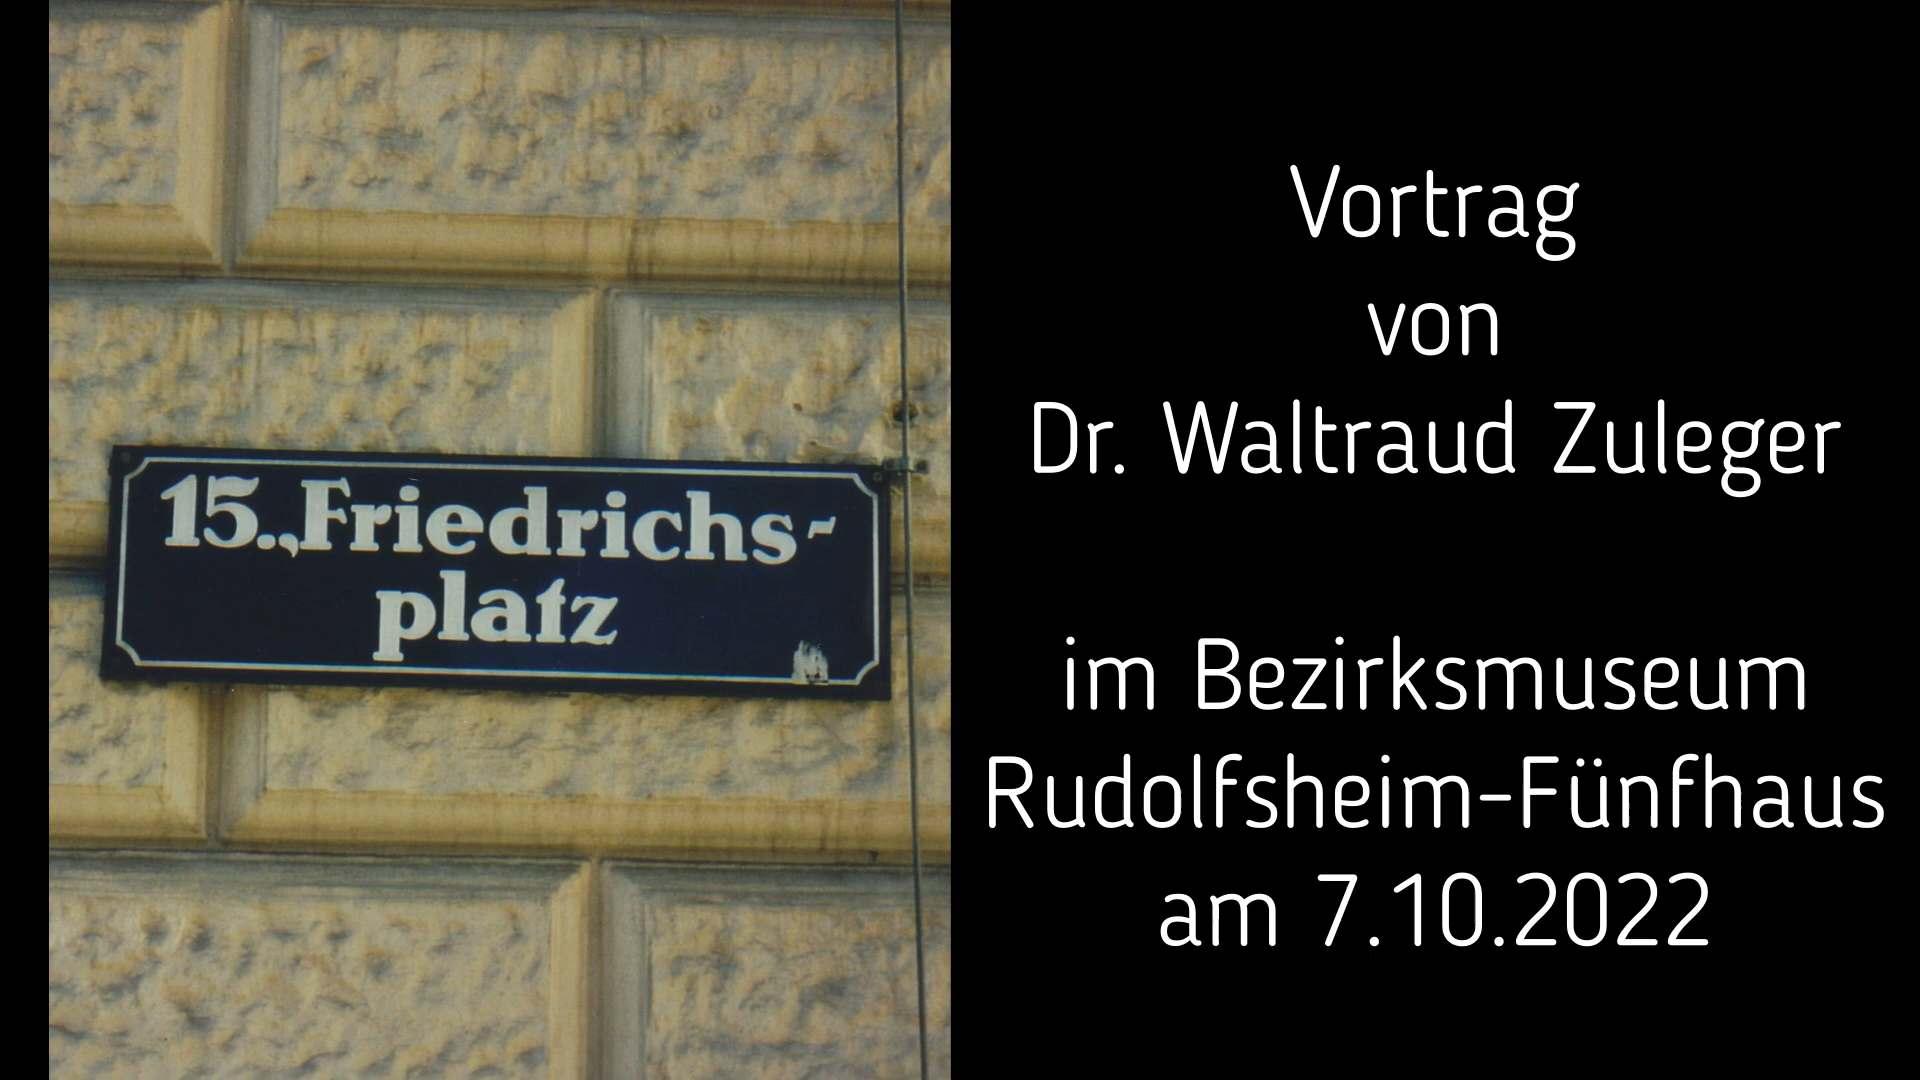 15.,Friedrichs-
platz
Vortrag
von
Dr. Waltraud Zuleger
im Bezirksmuseum
Rudolfsheim-Fünfhaus
am 7.10.2022